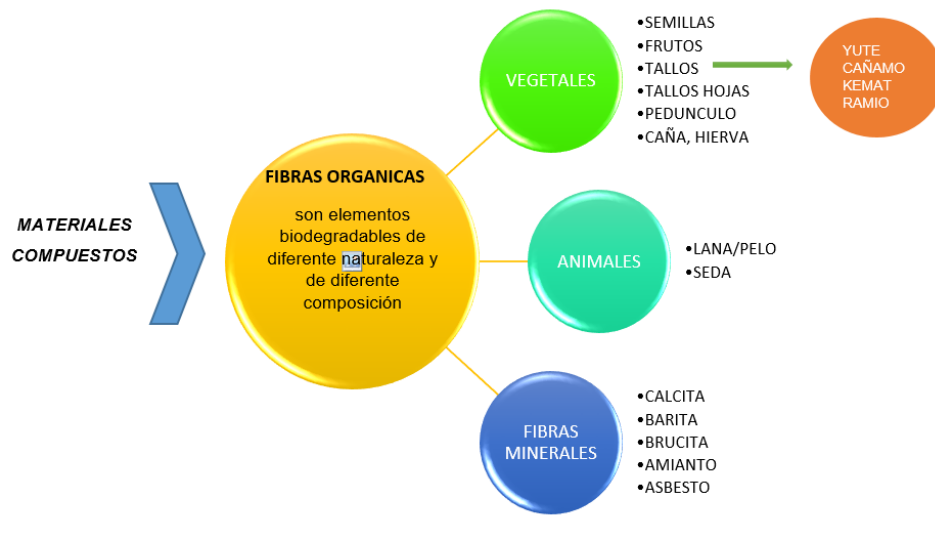 MATERIALES
COMPUESTOS
FIBRAS ORGANICAS
son elementos
biodegradables de
diferente naturaleza y
de diferente
composición
VEGETALES
•SEMILLAS
•FRUTOS
•TALLOS
•TALLOS HOJAS
•PEDUNCULO
•CAÑA, HIERVA
YUTE
CAÑAMO
KEMAT
RAMIO
ANIMALES
•LANA/PELO
•SEDA
FIBRAS
MINERALES
•CALCITA
•BARITA
•BRUCITA
•AMIANTO
•ASBESTO